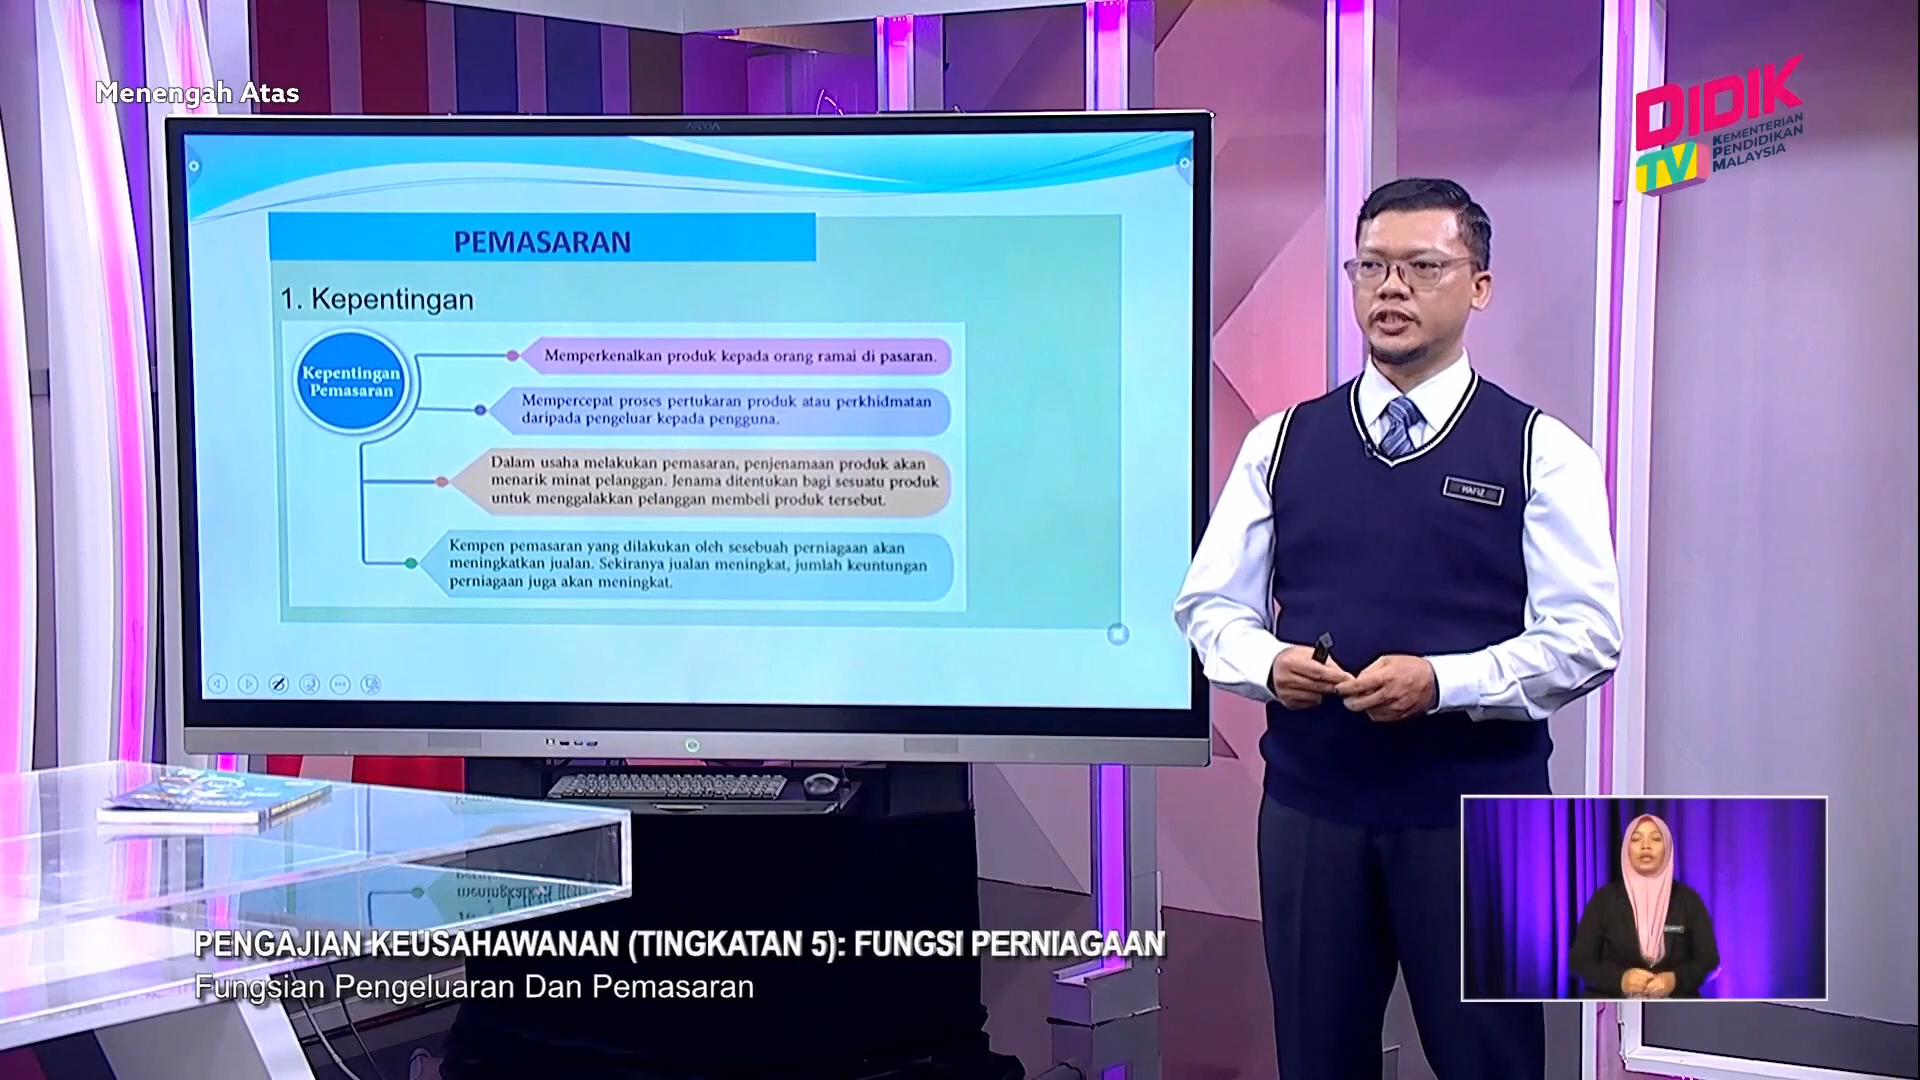 Menengah Atas
DIDIK
TV
KEMENTERIAN
PENDIDIKAN
MALAYSIA
PEMASARAN
1. Kepentingan
Kepentingan
Pemasaran
Memperkenalkan produk kepada orang ramai di pasaran.
Mempercepat proses pertukaran produk atau perkhidmatan
daripada pengeluar kepada pengguna.
Dalam usaha melakukan pemasaran, penjenamaan produk akan
menarik minat pelanggan. Jenama ditentukan bagi sesuatu produk
untuk menggalakkan pelanggan membeli produk tersebut.
Kempen pemasaran yang dilakukan oleh sesebuah perniagaan akan
meningkatkan jualan. Sekiranya jualan meningkat, jumlah keuntungan
perniagaan juga akan meningkat.
HAFIZ
PENGAJIAN KEUSAHAWANAN (TINGKATAN 5): FUNGSI PERNIAGAAN
Fungsian Pengeluaran Dan Pemasaran